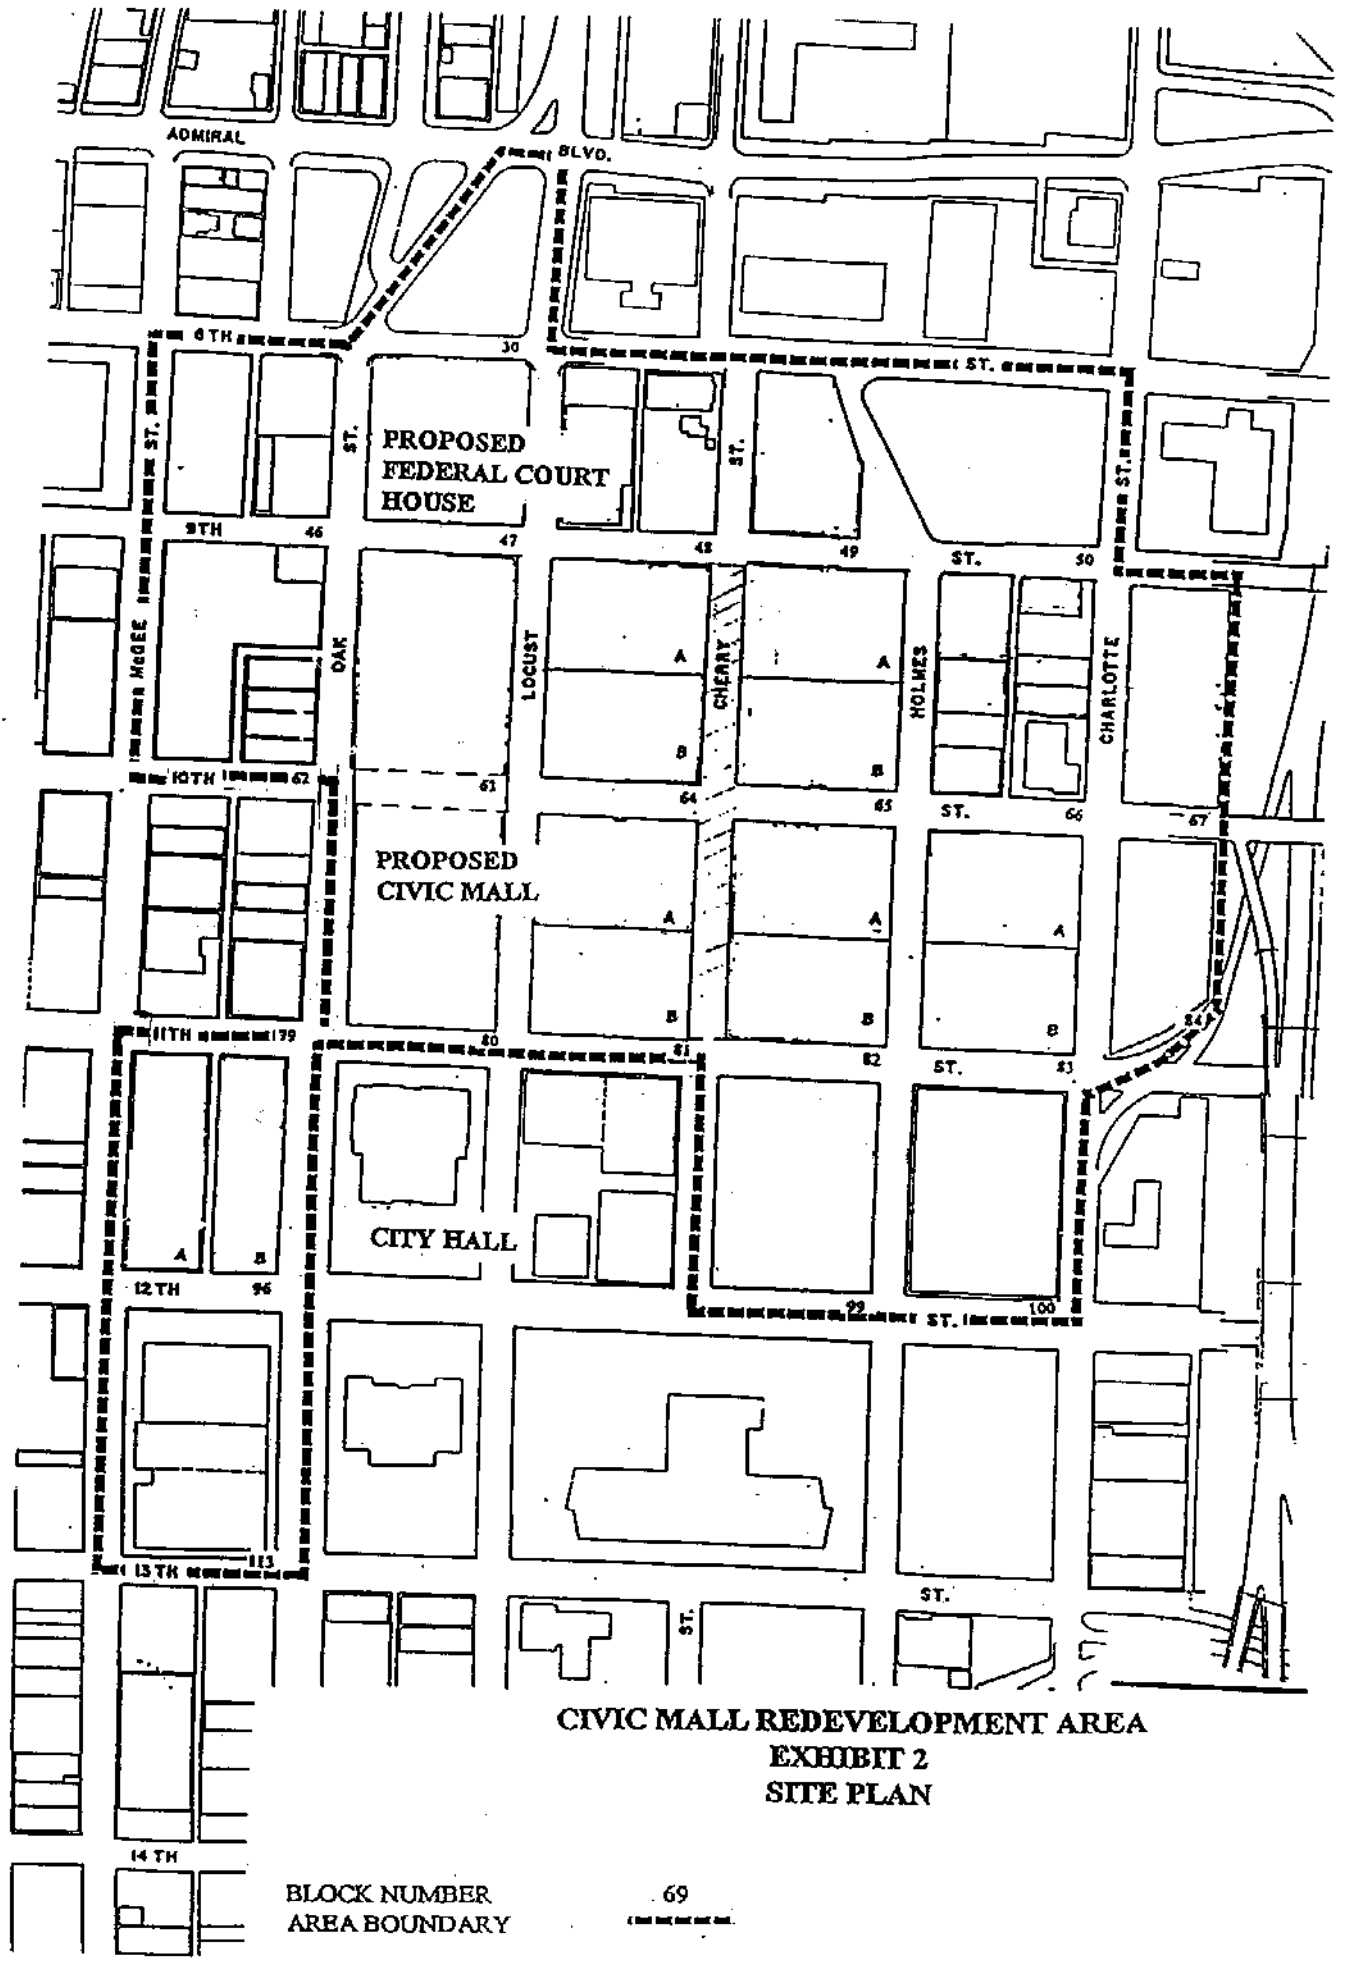 ADMIRAL
BLVD.
8TH
30
ST.
ST.
ST.
ST.
ST.
PROPOSED
FEDERAL COURT
HOUSE
9TH
46
47
48
49
ST.
50
McGEE
OAK
LOCUST
CHERRY
HOLMES
CHARLOTTE
A
A
B
B
10TH
62
63
64
65
ST.
66
67
PROPOSED
CIVIC MALL
A
A
A
B
B
B
11TH
179
80
81
82
ST.
83
84
CITY HALL
A
B
12TH
96
99
ST.
100
13TH
113
ST.
ST.
CIVIC MALL REDEVELOPMENT AREA
EXHIBIT 2
SITE PLAN
14TH
BLOCK NUMBER 69
AREA BOUNDARY